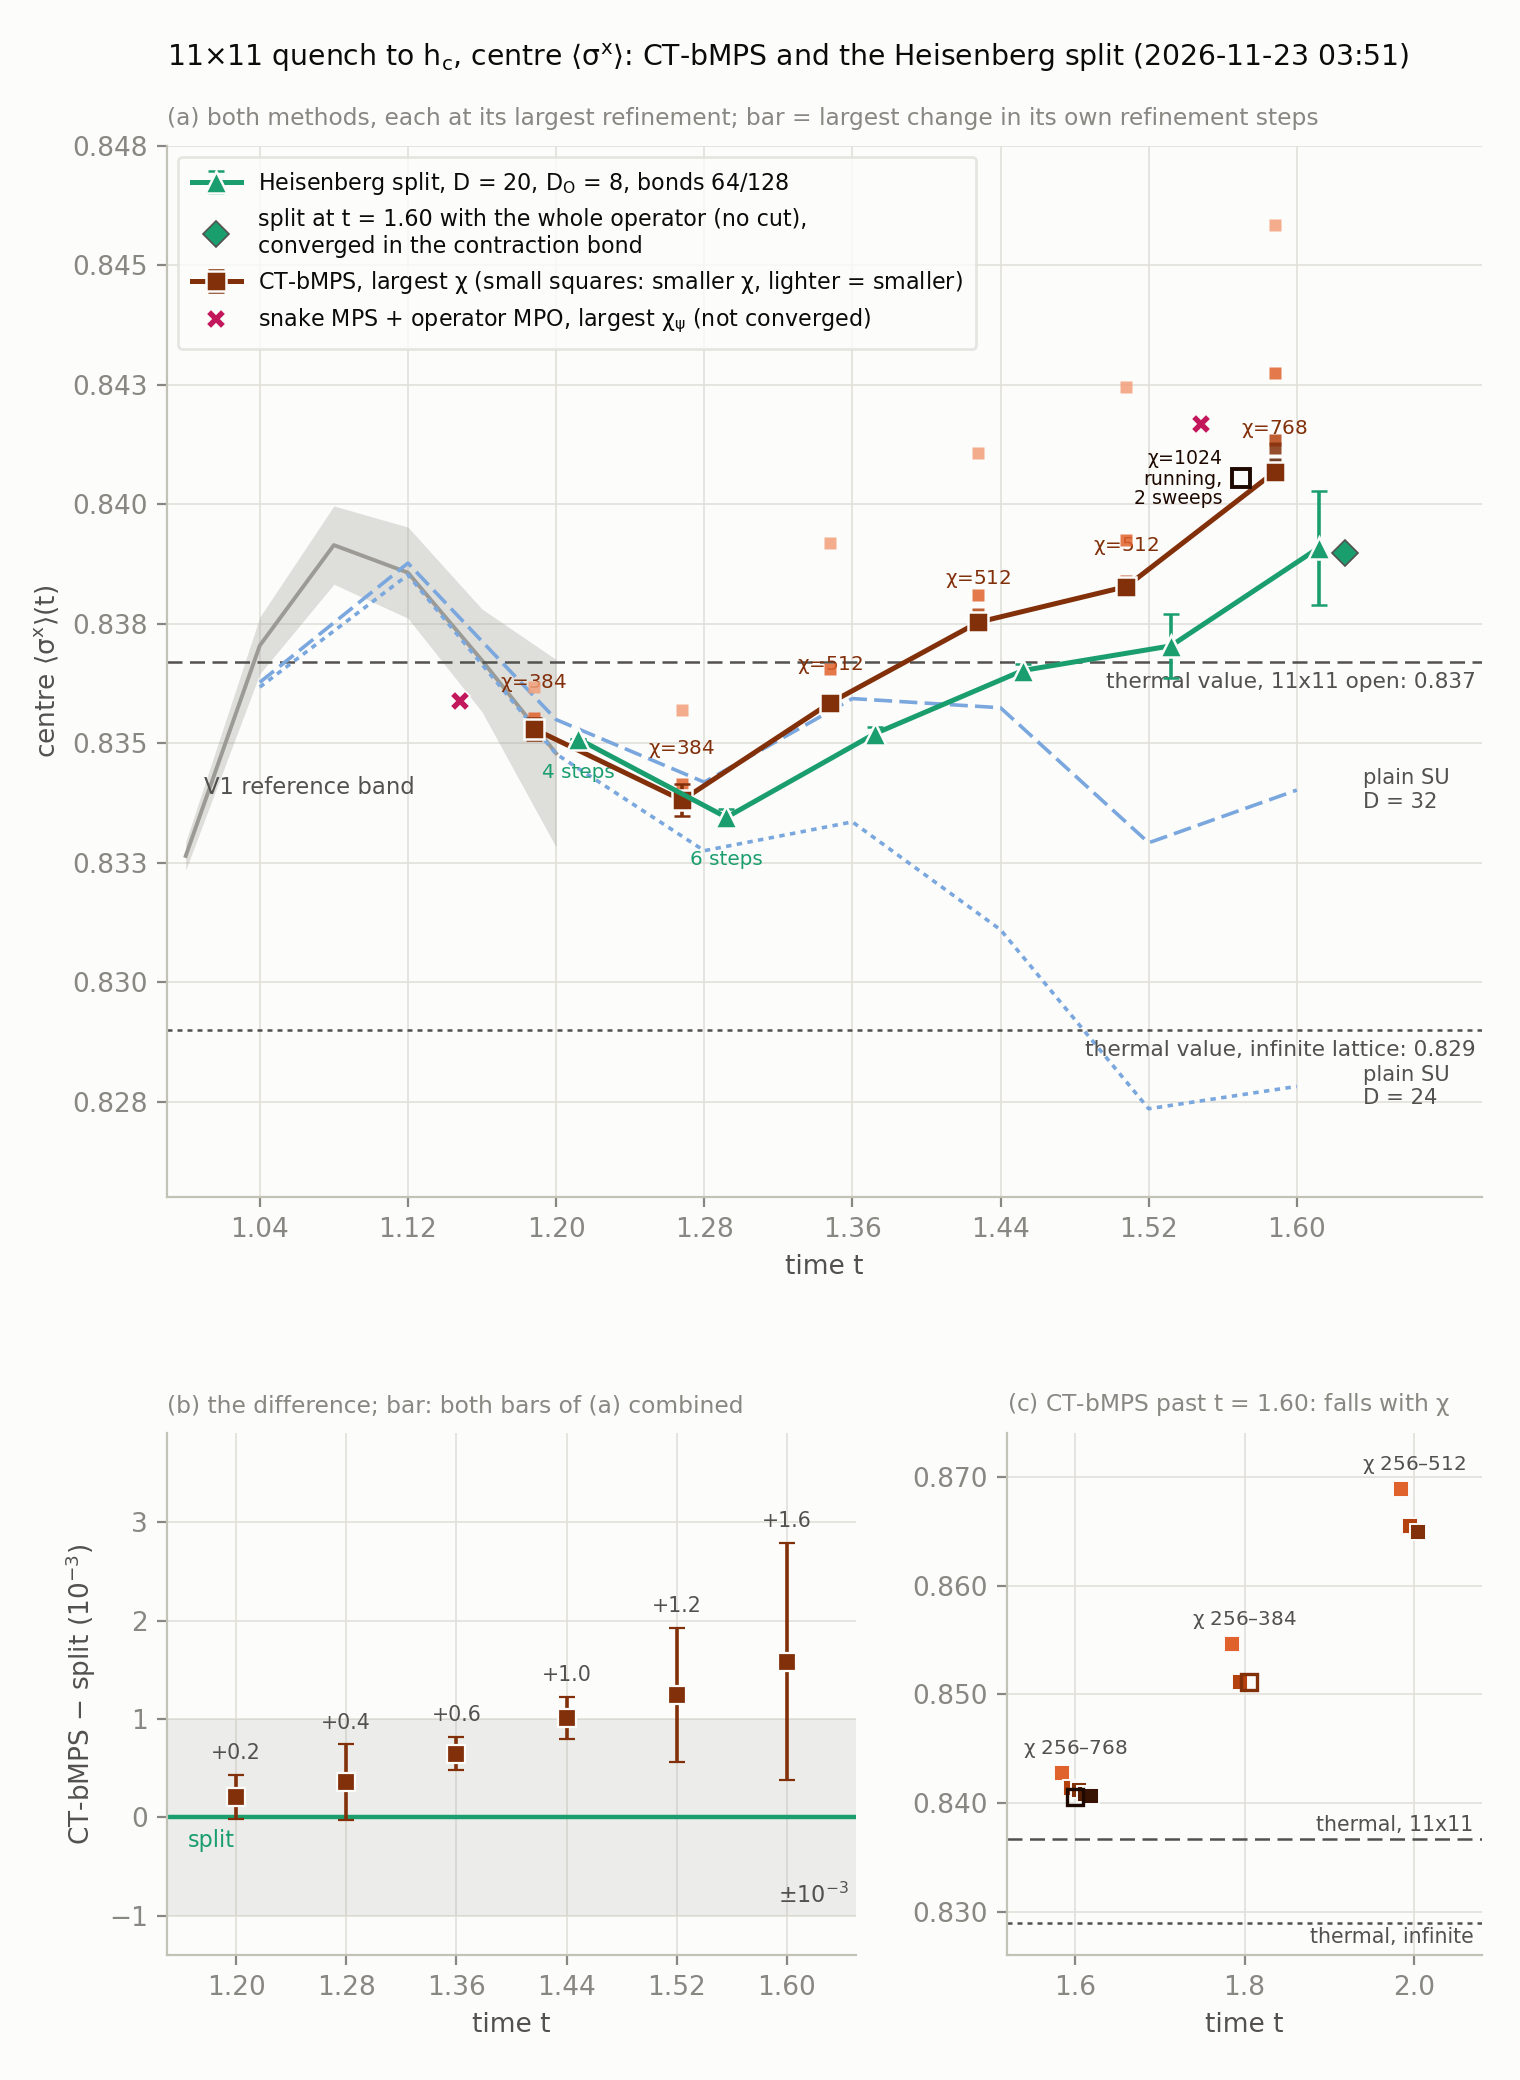 11×11 quench to h_c, centre ⟨σ^x⟩: CT-bMPS and the Heisenberg split (2026-11-23 03:51)
(a) both methods, each at its largest refinement; bar = largest change in its own refinement steps
Heisenberg split, D = 20, D_O = 8, bonds 64/128
split at t = 1.60 with the whole operator (no cut),
converged in the contraction bond
CT-bMPS, largest χ (small squares: smaller χ, lighter = smaller)
snake MPS + operator MPO, largest χ_ψ (not converged)
0.848
0.845
0.843
0.840
0.838
0.835
0.833
0.830
0.828
centre ⟨σ^x⟩(t)
χ=768
χ=1024
running,
2 sweeps
χ=512
χ=512
χ=512
χ=384
χ=384
thermal value, 11x11 open: 0.837
4 steps
V1 reference band
plain SU
D = 32
6 steps
thermal value, infinite lattice: 0.829
plain SU
D = 24
1.04
1.12
1.20
1.28
1.36
1.44
1.52
1.60
time t
(b) the difference; bar: both bars of (a) combined
3
2
1
0
−1
CT-bMPS − split (10^−3)
+0.2
+0.4
+0.6
+1.0
+1.2
+1.6
split
±10^−3
1.20
1.28
1.36
1.44
1.52
1.60
time t
(c) CT-bMPS past t = 1.60: falls with χ
0.870
0.860
0.850
0.840
0.830
χ 256–512
χ 256–384
χ 256–768
thermal, 11x11
thermal, infinite
1.6
1.8
2.0
time t